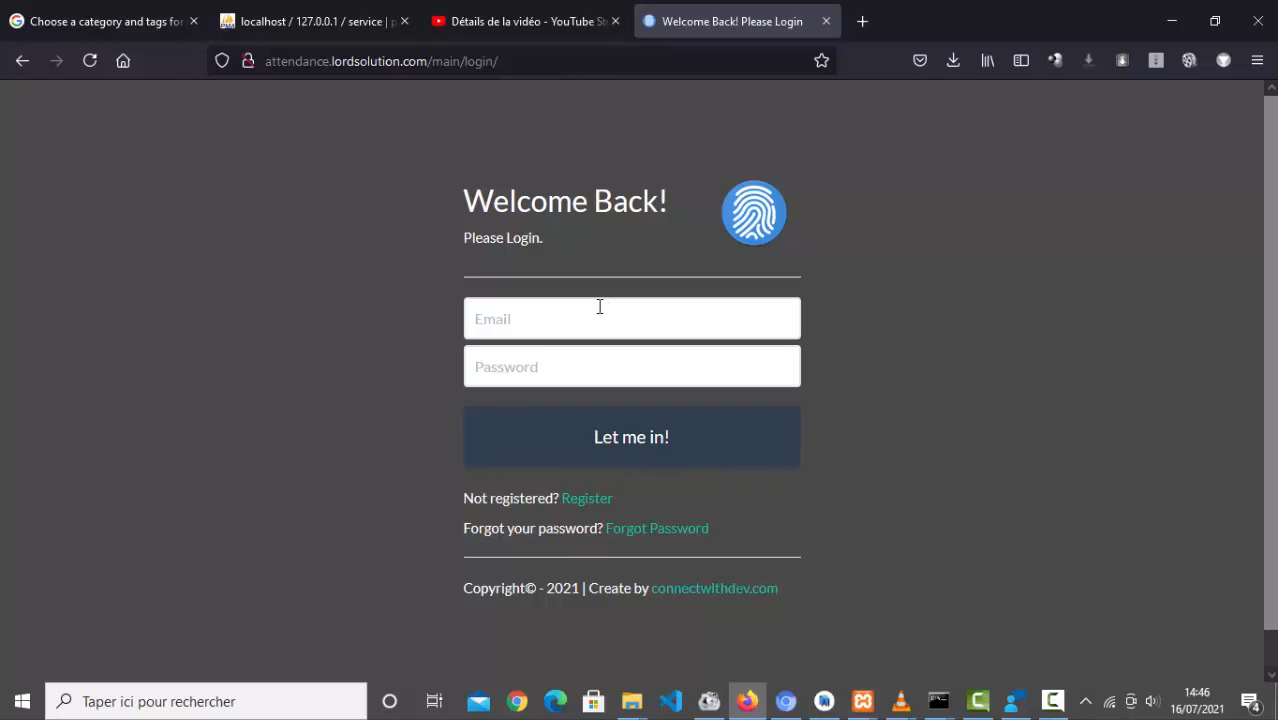 Choose a category and tags for
localhost / 127.0.0.1 / service | p
Détails de la vidéo - YouTube St
Welcome Back! Please Login
attendance.lordsolution.com/main/login/
Welcome Back!
Please Login.
Email
Password
Let me in!
Not registered? Register
Forgot your password? Forgot Password
Copyright© - 2021 | Create by connectwithdev.com
Taper ici pour rechercher
14:46
16/07/2021
4